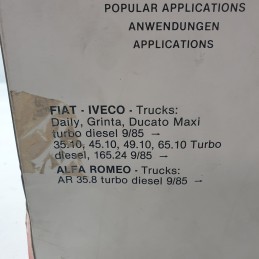 POPULAR APPLICATIONS
ANWENDUNGEN
APPLICATIONS
FIAT - IVECO - Trucks:
Daily, Grinta, Ducato Maxi
turbo diesel 9/85 →
35.10, 45.10, 49.10, 65.10 Turbo
diesel, 165.24 9/85 →
ALFA ROMEO - Trucks:
AR 35.8 turbo diesel 9/85 →